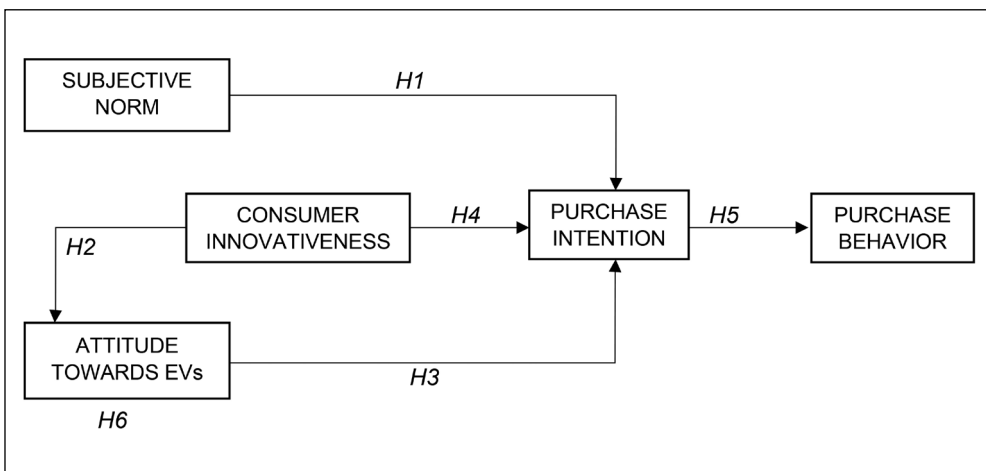 SUBJECTIVE
NORM
H1
CONSUMER
INNOVATIVENESS
H4
PURCHASE
INTENTION
H5
PURCHASE
BEHAVIOR
H2
ATTITUDE
TOWARDS EVs
H3
H6